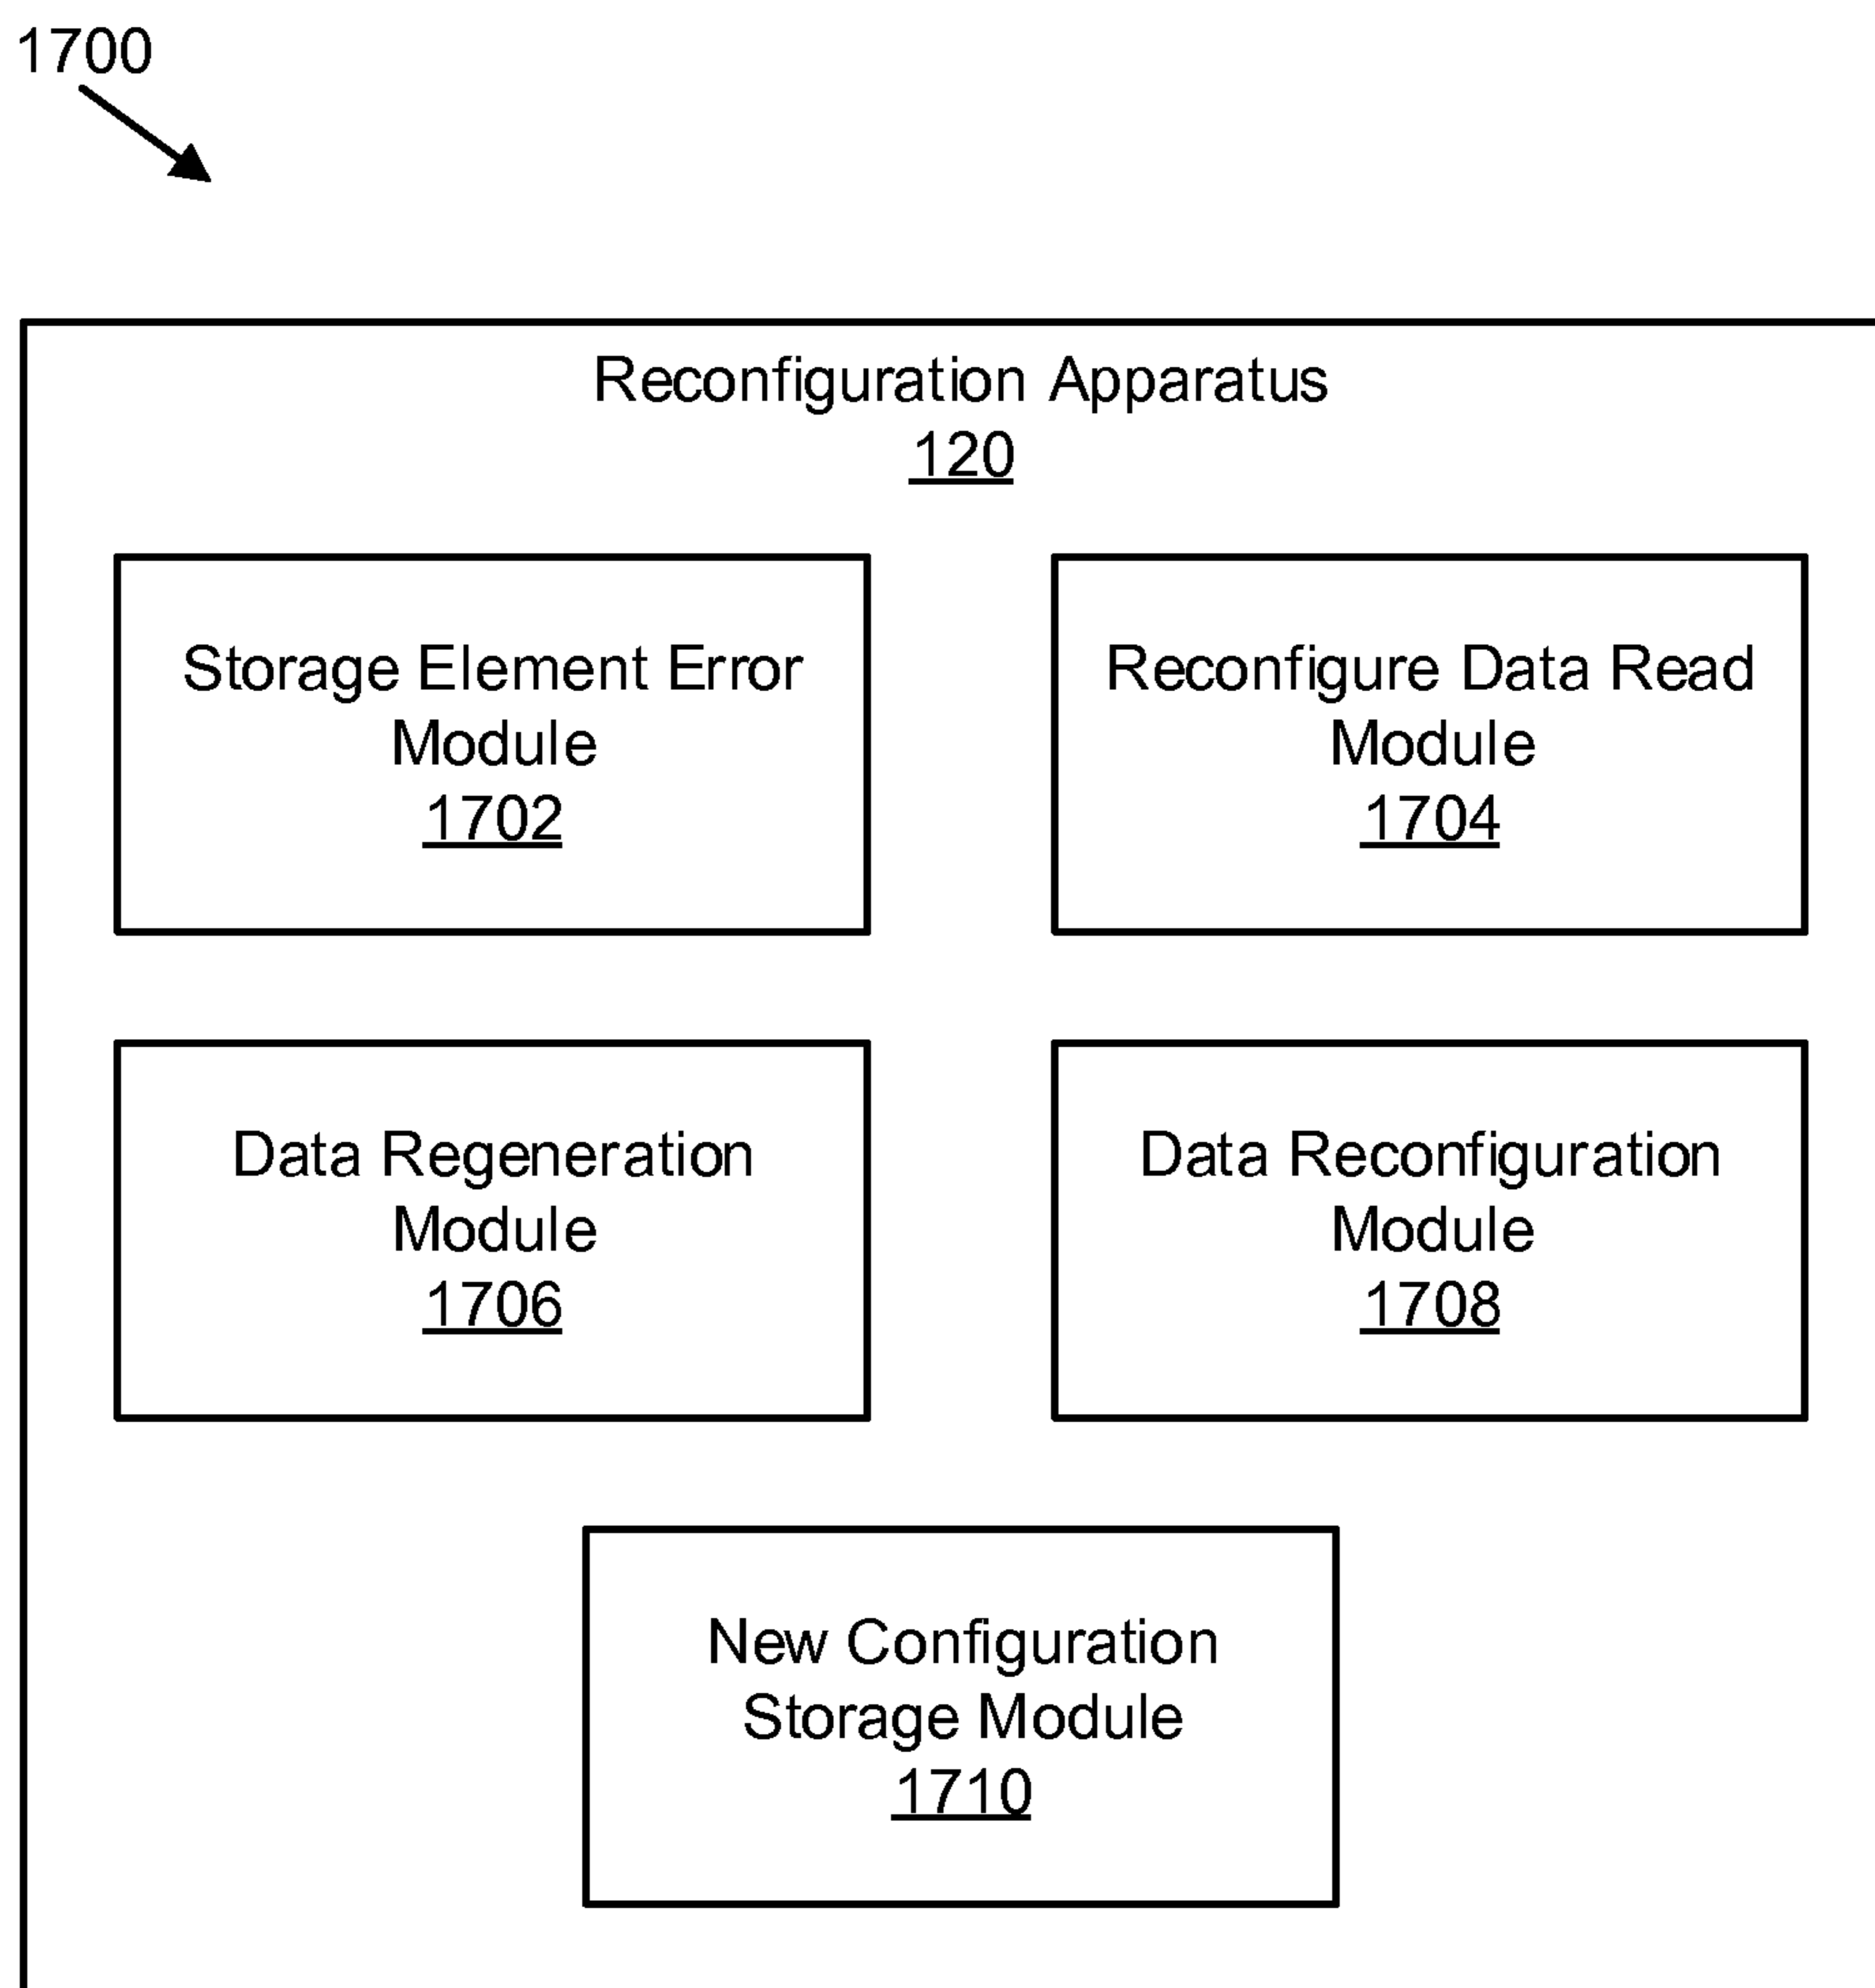 1700
Reconfiguration Apparatus
120
Storage Element Error
Module
1702
Reconfigure Data Read
Module
1704
Data Regeneration
Module
1706
Data Reconfiguration
Module
1708
New Configuration
Storage Module
1710